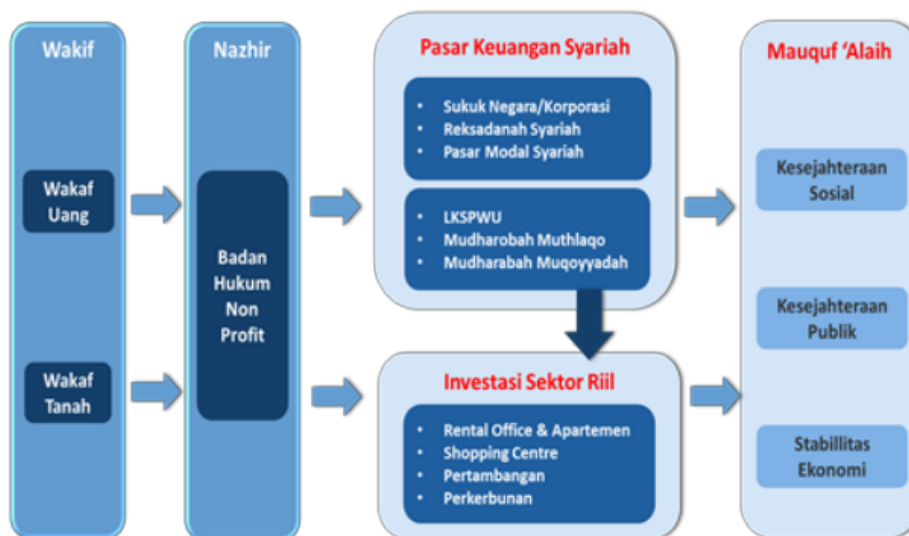 Wakif
Wakaf
Uang
Wakaf
Tanah
Nazhir
Badan
Hukum
Non
Profit
Pasar Keuangan Syariah
• Sukuk Negara/Korporasi
• Reksadanah Syariah
• Pasar Modal Syariah
• LKSPWU
• Mudharobah Muthlaqo
• Mudharabah Muqoyyadah
Investasi Sektor Riil
• Rental Office & Apartemen
• Shopping Centre
• Pertambangan
• Perkerbunan
Mauquf ‘Alaih
Kesejahteraan
Sosial
Kesejahteraan
Publik
Stabillitas
Ekonomi